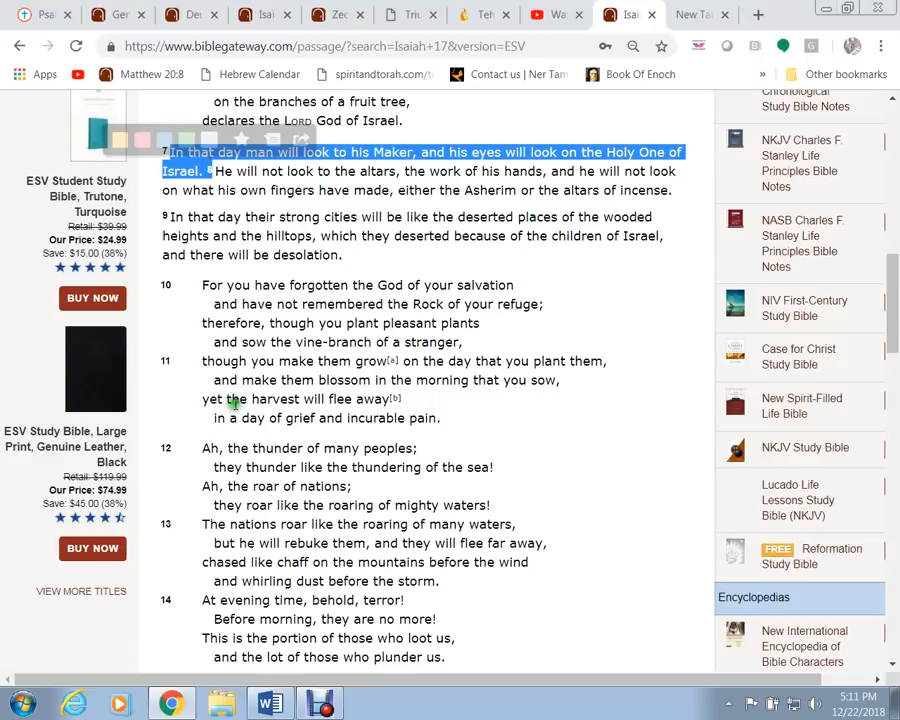 Psa
Ger
Deu
Isai
Zec
Triu
Teh
Wat
Isai
New Ta
https://www.biblegateway.com/passage/?search=Isaiah+17&version=ESV
Apps
Matthew 20:8
Hebrew Calendar
spiritandtorah.com/te
Contact us | Ner Tam
Book Of Enoch
»
Other bookmarks
on the branches of a fruit tree,
declares the LORD God of Israel.
7 In that day man will look to his Maker, and his eyes will look on the Holy One of
Israel. 8 He will not look to the altars, the work of his hands, and he will not look
on what his own fingers have made, either the Asherim or the altars of incense.
9 In that day their strong cities will be like the deserted places of the wooded
heights and the hilltops, which they deserted because of the children of Israel,
and there will be desolation.
10 For you have forgotten the God of your salvation
and have not remembered the Rock of your refuge;
therefore, though you plant pleasant plants
and sow the vine-branch of a stranger,
11 though you make them grow[a] on the day that you plant them,
and make them blossom in the morning that you sow,
yet the harvest will flee away[b]
in a day of grief and incurable pain.
12 Ah, the thunder of many peoples;
they thunder like the thundering of the sea!
Ah, the roar of nations;
they roar like the roaring of mighty waters!
13 The nations roar like the roaring of many waters,
but he will rebuke them, and they will flee far away,
chased like chaff on the mountains before the wind
and whirling dust before the storm.
14 At evening time, behold, terror!
Before morning, they are no more!
This is the portion of those who loot us,
and the lot of those who plunder us.
ESV Student Study
Bible, Trutone,
Turquoise
Retail: $39.99
Our Price: $24.99
Save: $15.00 (38%)
BUY NOW
ESV Study Bible, Large
Print, Genuine Leather,
Black
Retail: $119.99
Our Price: $74.99
Save: $45.00 (38%)
BUY NOW
VIEW MORE TITLES
Chronological
Study Bible Notes
NKJV Charles F.
Stanley Life
Principles Bible
Notes
NASB Charles F.
Stanley Life
Principles Bible
Notes
NIV First-Century
Study Bible
Case for Christ
Study Bible
New Spirit-Filled
Life Bible
NKJV Study Bible
Lucado Life
Lessons Study
Bible (NKJV)
FREE Reformation
Study Bible
Encyclopedias
New International
Encyclopedia of
Bible Characters
5:11 PM
12/22/2018